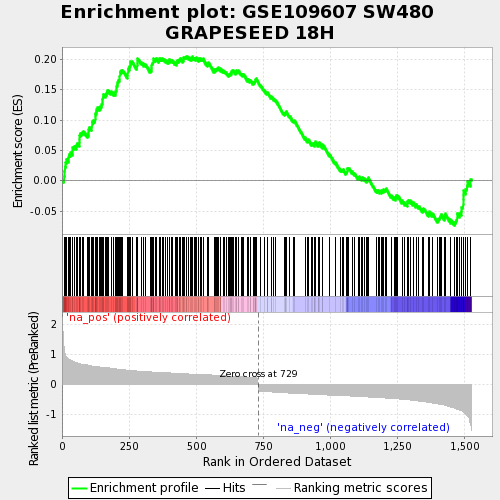 Enrichment plot: GSE109607 SW480
GRAPESEED 18H
Enrichment score (ES)
0.20
0.15
0.10
0.05
0.00
-0.05
Ranked list metric (PreRanked)
2
1
0
-1
'na_pos' (positively correlated)
Zero cross at 729
'na_neg' (negatively correlated)
0
250
500
750
1,000
1,250
1,500
Rank in Ordered Dataset
Enrichment profile
Hits
Ranking metric scores